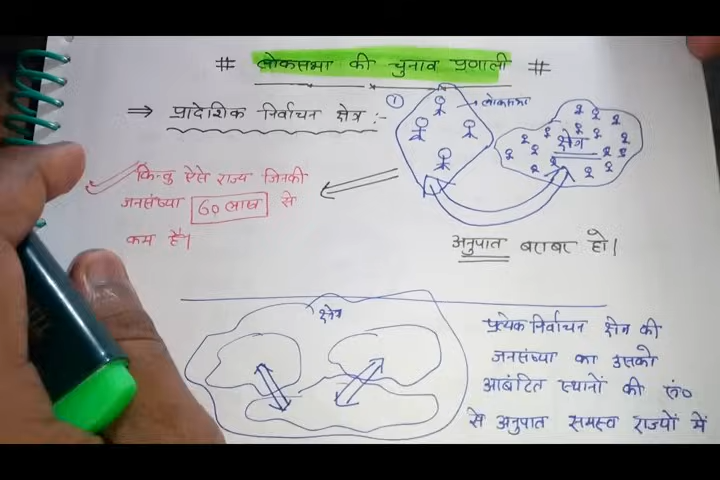 # लोकसभा की चुनाव प्रणाली #
⇒ प्रादेशिक निर्वाचन क्षेत्र :-
① लोकसभा
क्षेत्र
किन्तु ऐसे राज्य जिनकी
जनसंख्या 60 लाख से
कम है।
अनुपात बराबर हो।
क्षेत्र
प्रत्येक निर्वाचन क्षेत्र की
जनसंख्या का उसको
आबंटित स्थानों की सं०
से अनुपात समस्त राज्यों में